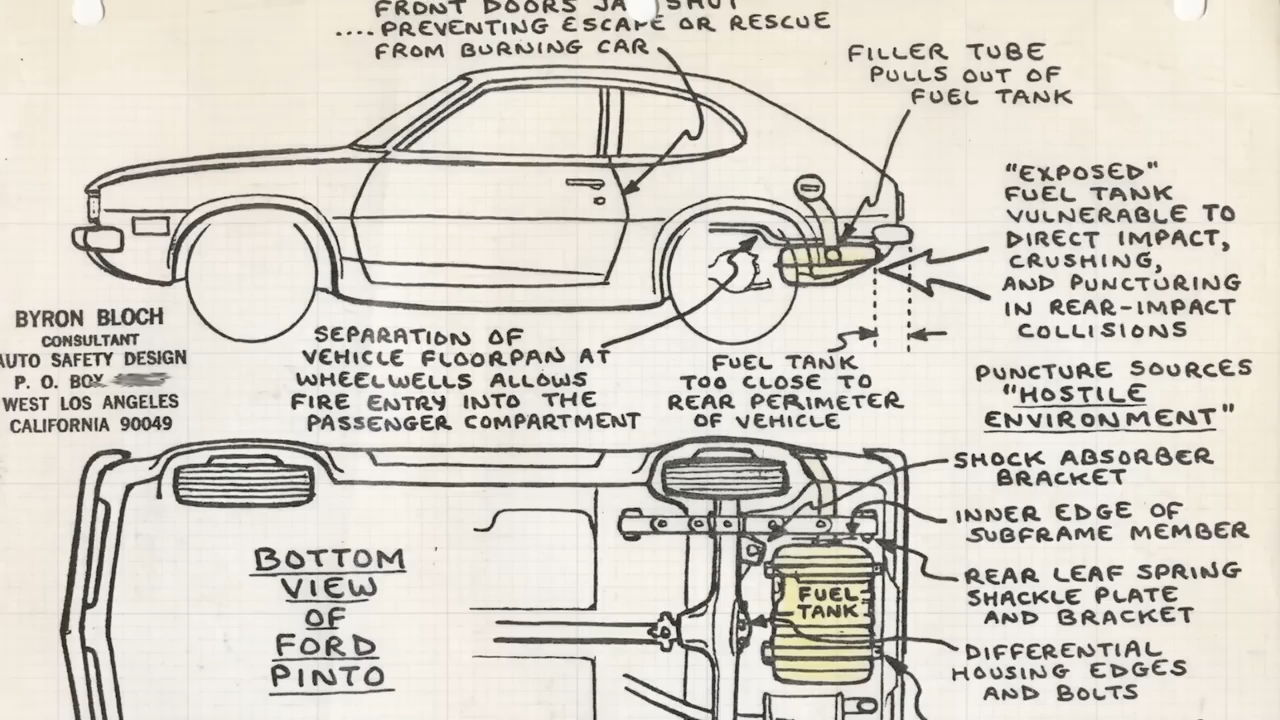 FRONT DOORS JA SHUT
....PREVENTING ESCAPE OR RESCUE
FROM BURNING CAR
FILLER TUBE
PULLS OUT OF
FUEL TANK
"EXPOSED"
FUEL TANK
VULNERABLE TO
DIRECT IMPACT,
CRUSHING,
AND PUNCTURING
IN REAR-IMPACT
COLLISIONS
BYRON BLOCH
CONSULTANT
AUTO SAFETY DESIGN
P. O. BOX
WEST LOS ANGELES
CALIFORNIA 90049
SEPARATION OF
VEHICLE FLOORPAN AT
WHEELWELLS ALLOWS
FIRE ENTRY INTO THE
PASSENGER COMPARTMENT
FUEL TANK
TOO CLOSE TO
REAR PERIMETER
OF VEHICLE
PUNCTURE SOURCES
"HOSTILE
ENVIRONMENT"
SHOCK ABSORBER
BRACKET
INNER EDGE OF
SUBFRAME MEMBER
REAR LEAF SPRING
SHACKLE PLATE
AND BRACKET
DIFFERENTIAL
HOUSING EDGES
AND BOLTS
BOTTOM
VIEW
OF
FORD
PINTO
FUEL
TANK